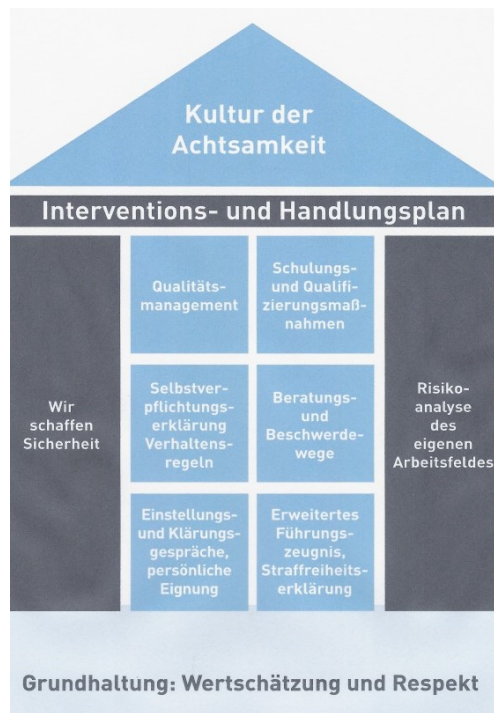 Kultur der
Achtsamkeit
Interventions- und Handlungsplan
Wir
schaffen
Sicherheit
Qualitäts-
management
Schulungs-
und Qualifi-
zierungsmaß-
nahmen
Selbstver-
pflichtungs-
erklärung
Verhaltens-
regeln
Beratungs-
und
Beschwerde-
wege
Einstellungs-
und Klärungs-
gespräche,
persönliche
Eignung
Erweitertes
Führungs-
zeugnis,
Straffreiheits-
erklärung
Risiko-
analyse
des
eigenen
Arbeitsfeldes
Grundhaltung: Wertschätzung und Respekt